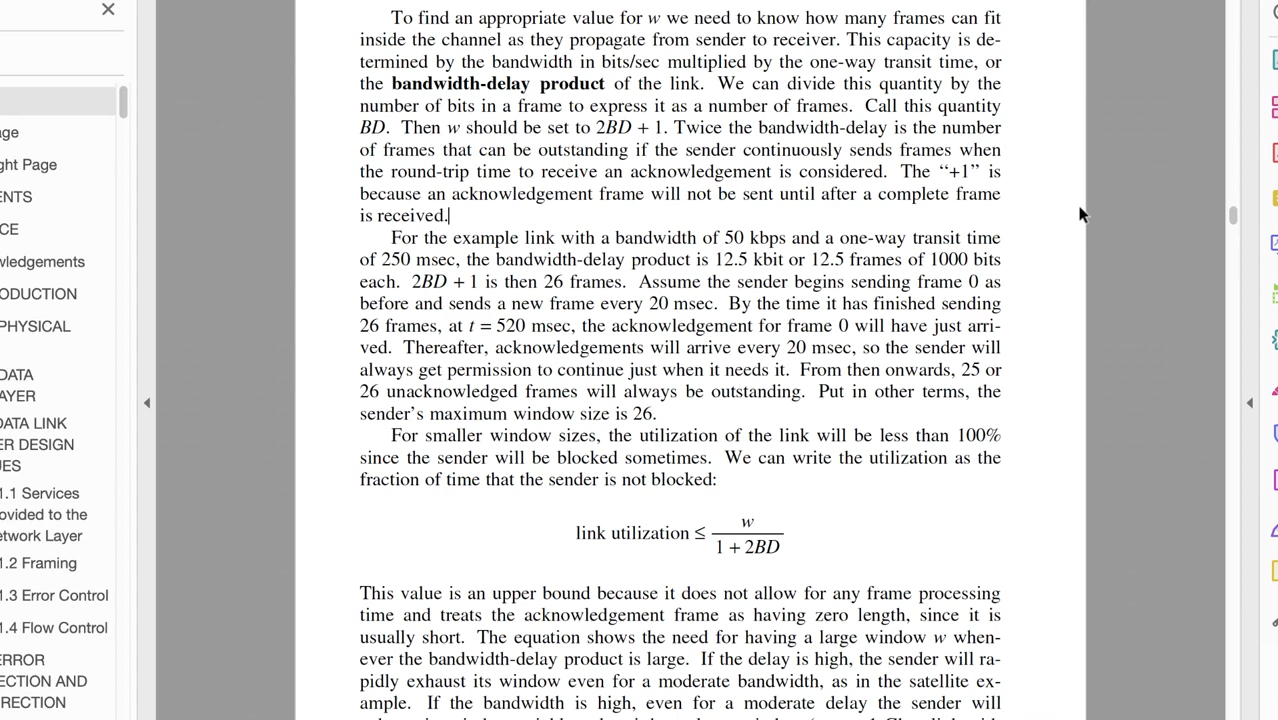 age
ght Page
ENTS
CE
wledgements
ODUCTION
PHYSICAL
DATA
AYER
DATA LINK
ER DESIGN
UES
1.1 Services
ovided to the
etwork Layer
1.2 Framing
1.3 Error Control
1.4 Flow Control
ERROR
ECTION AND
RRECTION
To find an appropriate value for w we need to know how many frames can fit
inside the channel as they propagate from sender to receiver. This capacity is de-
termined by the bandwidth in bits/sec multiplied by the one-way transit time, or
the bandwidth-delay product of the link. We can divide this quantity by the
number of bits in a frame to express it as a number of frames. Call this quantity
BD. Then w should be set to 2BD + 1. Twice the bandwidth-delay is the number
of frames that can be outstanding if the sender continuously sends frames when
the round-trip time to receive an acknowledgement is considered. The “+1” is
because an acknowledgement frame will not be sent until after a complete frame
is received.
For the example link with a bandwidth of 50 kbps and a one-way transit time
of 250 msec, the bandwidth-delay product is 12.5 kbit or 12.5 frames of 1000 bits
each. 2BD + 1 is then 26 frames. Assume the sender begins sending frame 0 as
before and sends a new frame every 20 msec. By the time it has finished sending
26 frames, at t = 520 msec, the acknowledgement for frame 0 will have just arri-
ved. Thereafter, acknowledgements will arrive every 20 msec, so the sender will
always get permission to continue just when it needs it. From then onwards, 25 or
26 unacknowledged frames will always be outstanding. Put in other terms, the
sender’s maximum window size is 26.
For smaller window sizes, the utilization of the link will be less than 100%
since the sender will be blocked sometimes. We can write the utilization as the
fraction of time that the sender is not blocked:
link utilization ≤ w / 1 + 2BD
This value is an upper bound because it does not allow for any frame processing
time and treats the acknowledgement frame as having zero length, since it is
usually short. The equation shows the need for having a large window w when-
ever the bandwidth-delay product is large. If the delay is high, the sender will ra-
pidly exhaust its window even for a moderate bandwidth, as in the satellite ex-
ample. If the bandwidth is high, even for a moderate delay the sender will